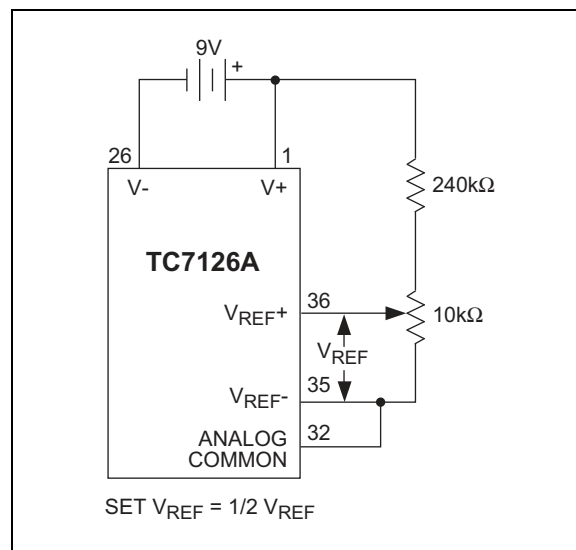 9V
+
26
1
V-
V+
240kΩ
TC7126A
36
VREF+
10kΩ
VREF
35
VREF-
ANALOG
32
COMMON
SET VREF = 1/2 VREF